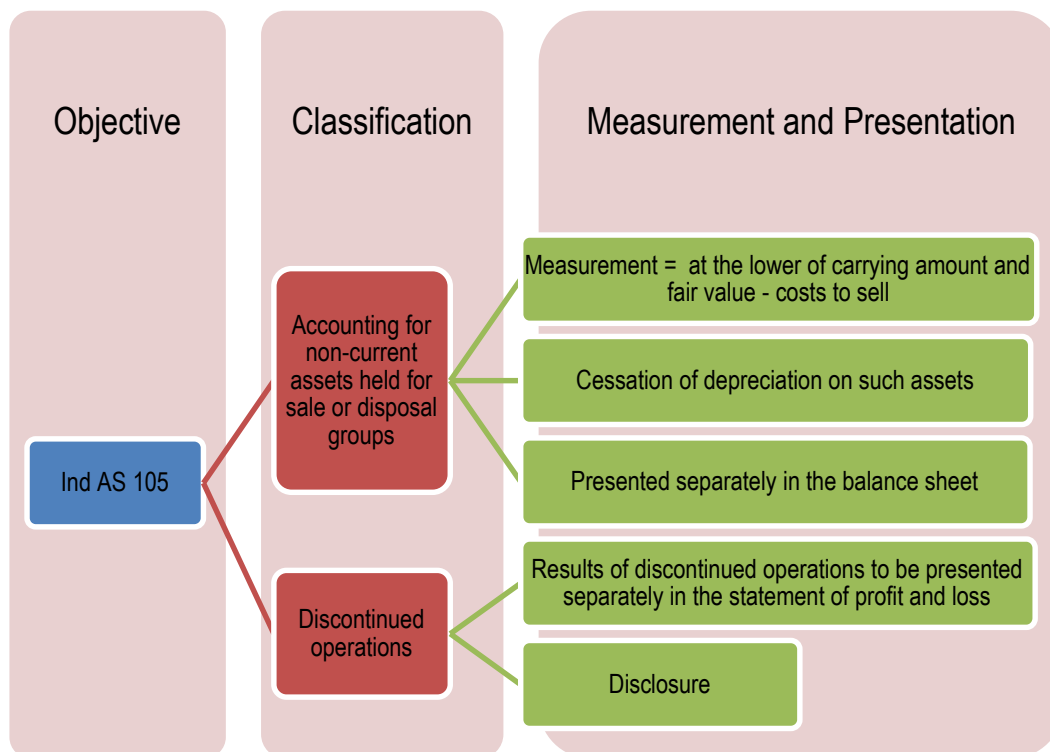 Objective
Classification
Measurement and Presentation
Ind AS 105
Accounting for
non-current
assets held for
sale or disposal
groups
Measurement =  at the lower of carrying amount and
fair value - costs to sell
Cessation of depreciation on such assets
Presented separately in the balance sheet
Discontinued
operations
Results of discontinued operations to be presented
separately in the statement of profit and loss
Disclosure